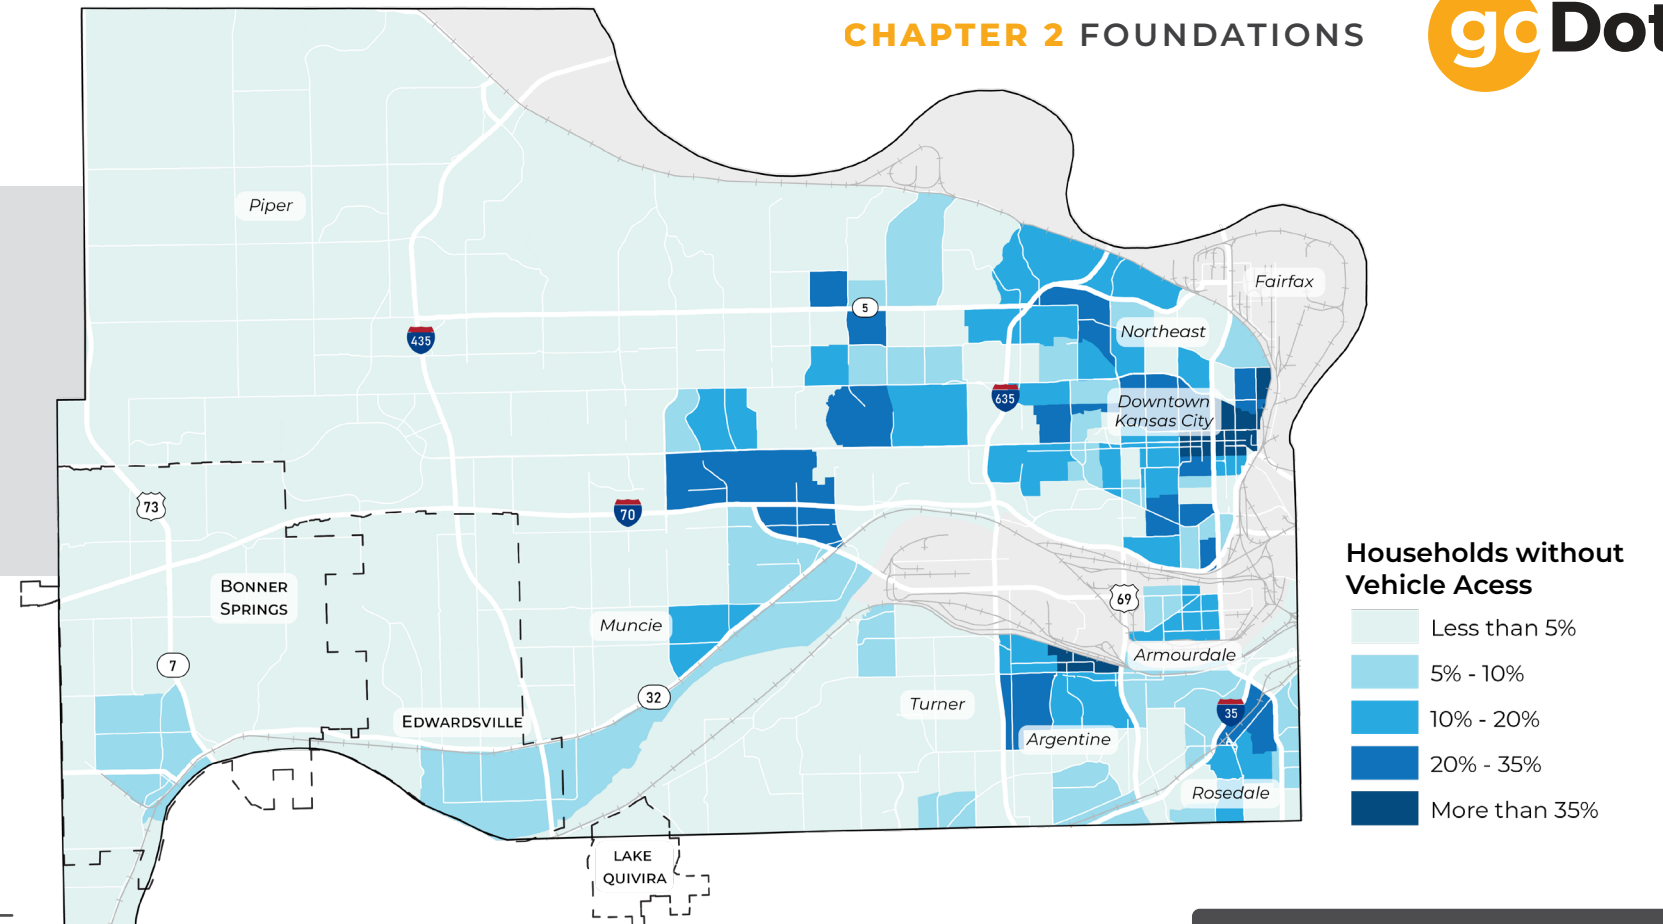 CHAPTER 2 FOUNDATIONS
goDot
Piper
Fairfax
5
Northeast
435
635
Downtown
Kansas City
73
70
Households without
Vehicle Acess
BONNER
SPRINGS
69
Less than 5%
Muncie
7
Armourdale
5% - 10%
32
Turner
35
10% - 20%
EDWARDSVILLE
Argentine
20% - 35%
Rosedale
More than 35%
LAKE
QUIVIRA